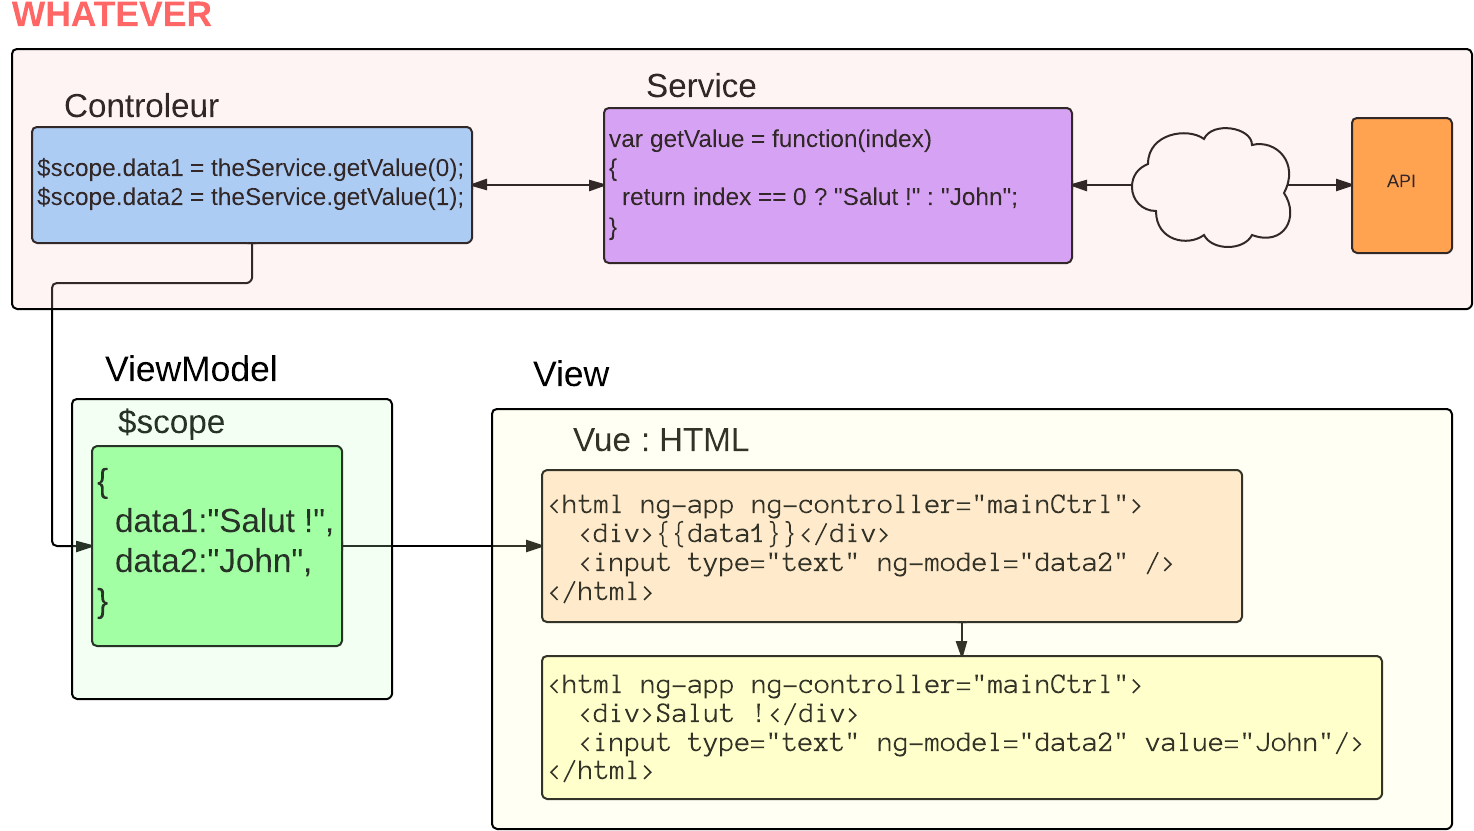 WHATEVER
Controleur
$scope.data1 = theService.getValue(0);
$scope.data2 = theService.getValue(1);
Service
var getValue = function(index)
{
  return index == 0 ? "Salut !" : "John";
}
API
ViewModel
$scope
{
  data1:"Salut !",
  data2:"John",
}
View
Vue : HTML
<html ng-app ng-controller="mainCtrl">
  <div>{{data1}}</div>
  <input type="text" ng-model="data2" />
</html>
<html ng-app ng-controller="mainCtrl">
  <div>Salut !</div>
  <input type="text" ng-model="data2" value="John"/>
</html>